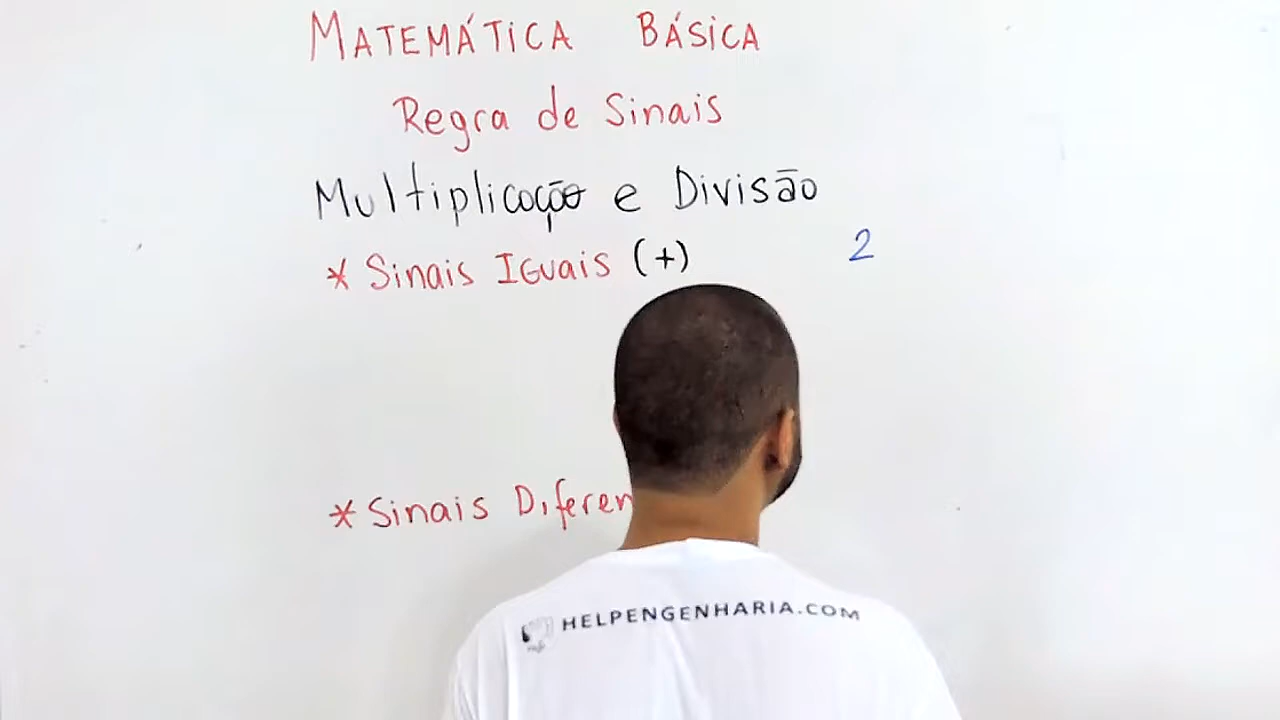 MATEMÁTICA BÁSICA
Regra de Sinais
Multiplicação e Divisão
* Sinais Iguais (+)
2
* Sinais Diferen
HELPENGENHARIA.COM